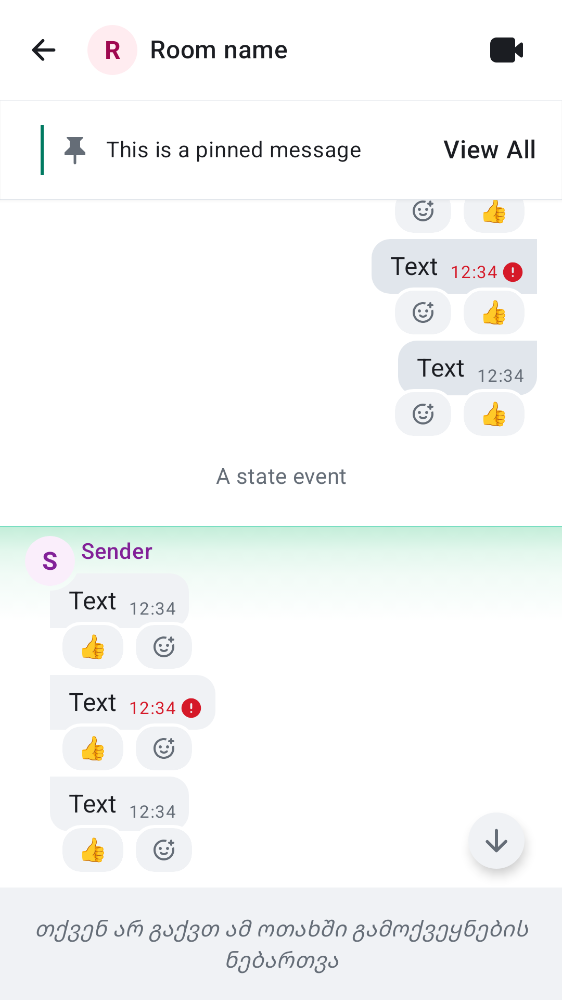 R Room name
This is a pinned message View All
👍
Text 12:34
👍
Text 12:34
👍
A state event
S Sender
Text 12:34
👍
Text 12:34
👍
Text 12:34
👍
თქვენ არ გაქვთ ამ ოთახში გამოქვეყნების
ნებართვა